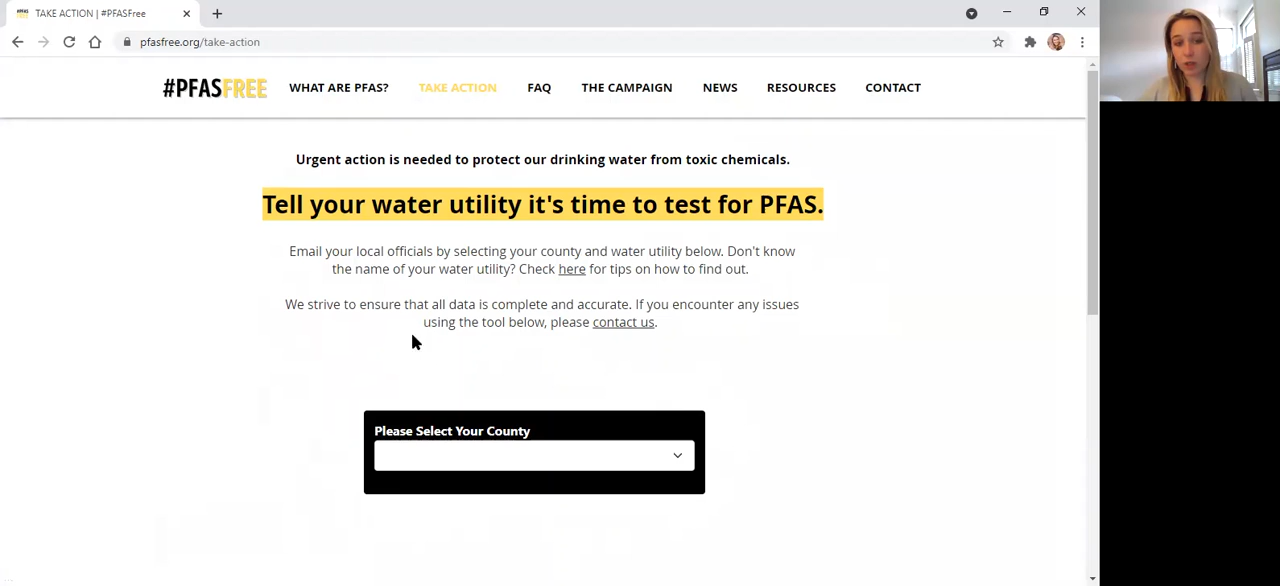 TAKE ACTION | #PFASFree
pfasfree.org/take-action
#PFASFREE WHAT ARE PFAS? TAKE ACTION FAQ THE CAMPAIGN NEWS RESOURCES CONTACT
Urgent action is needed to protect our drinking water from toxic chemicals.
Tell your water utility it's time to test for PFAS.
Email your local officials by selecting your county and water utility below. Don't know
the name of your water utility? Check here for tips on how to find out.
We strive to ensure that all data is complete and accurate. If you encounter any issues
using the tool below, please contact us.
Please Select Your County